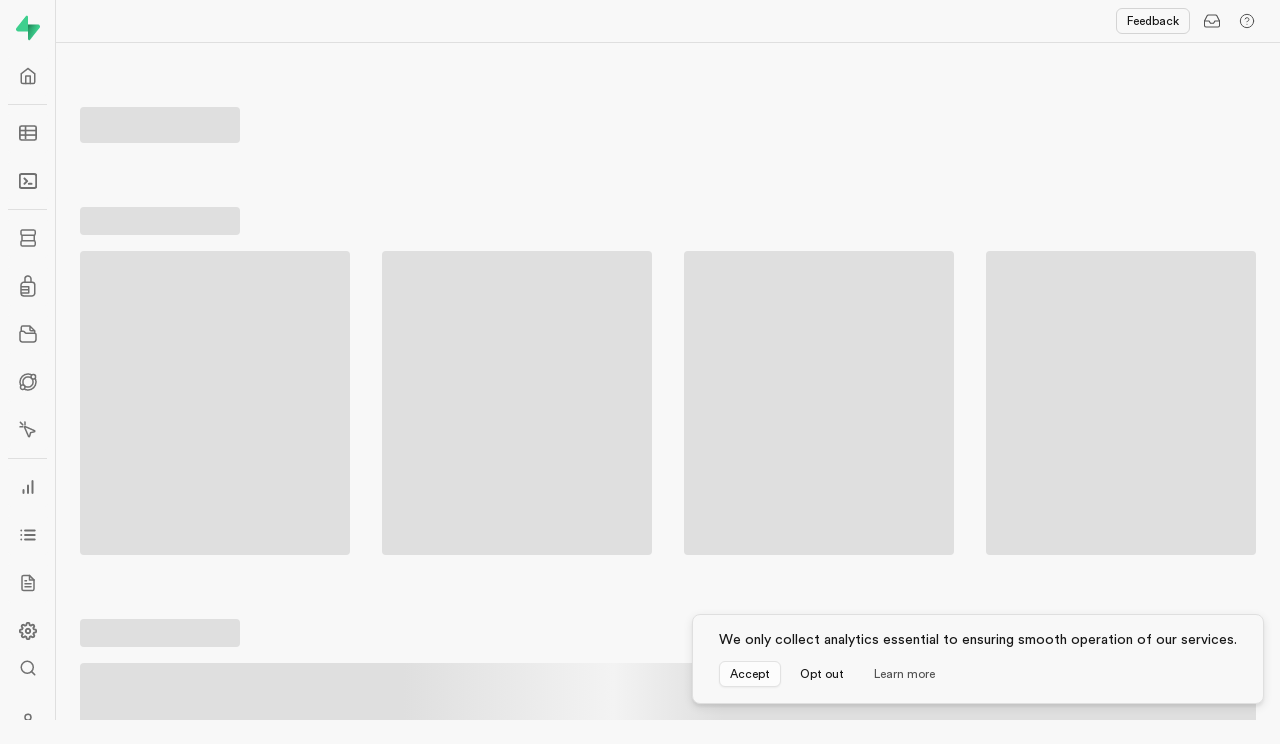 Feedback
We only collect analytics essential to ensuring smooth operation of our services.
Accept Opt out Learn more